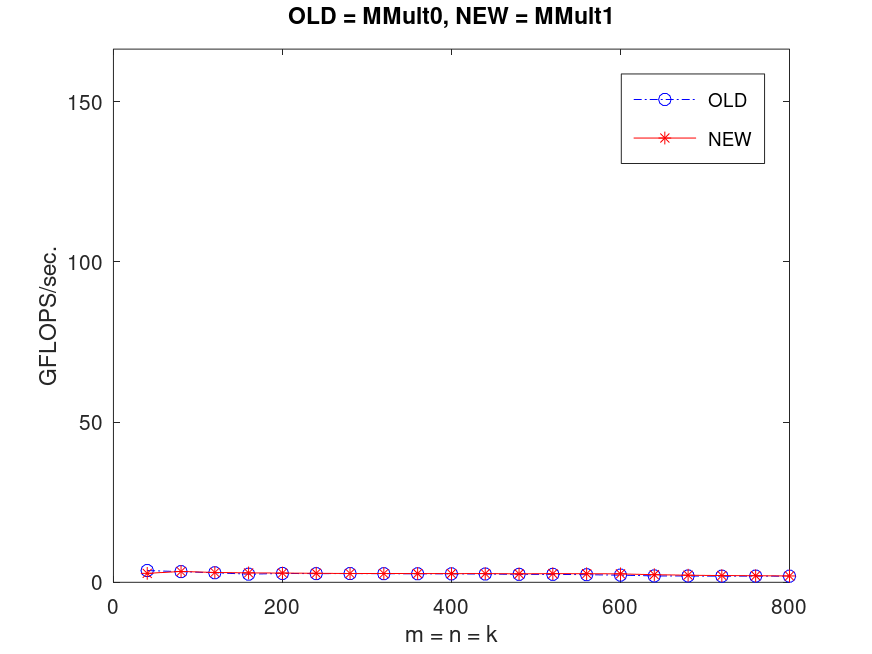 OLD = MMult0, NEW = MMult1
OLD
NEW
150
100
50
0
GFLOPS/sec.
0 200 400 600 800
m = n = k